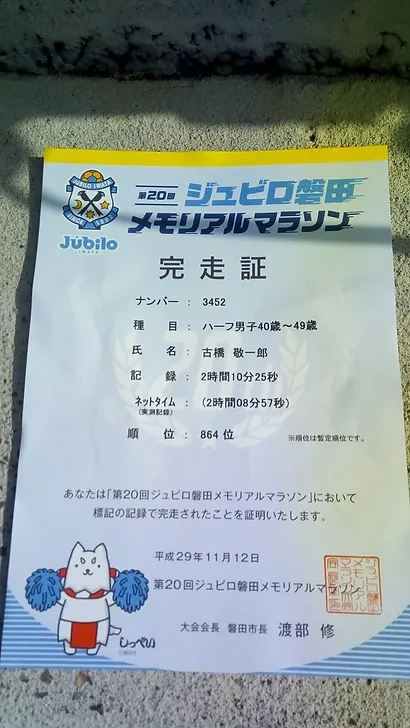 JUBILO IWATA
SINCE 1994
Júbilo
IWATA
第20回 ジュビロ磐田
メモリアルマラソン
完走証
ナンバー : 3452
種 目 : ハーフ男子40歳～49歳
氏 名 : 古橋 敬一郎
記 録 : 2時間10分25秒
ネットタイム : (2時間08分57秒)
(実測記録)
順 位 : 864 位
※順位は暫定順位です。
あなたは「第20回ジュビロ磐田メモリアルマラソン」において
標記の記録で完走されたことを証明いたします。
平成29年11月12日
第20回ジュビロ磐田メモリアルマラソン
大会会長 磐田市長 渡部 修
しっぺい
©磐田市